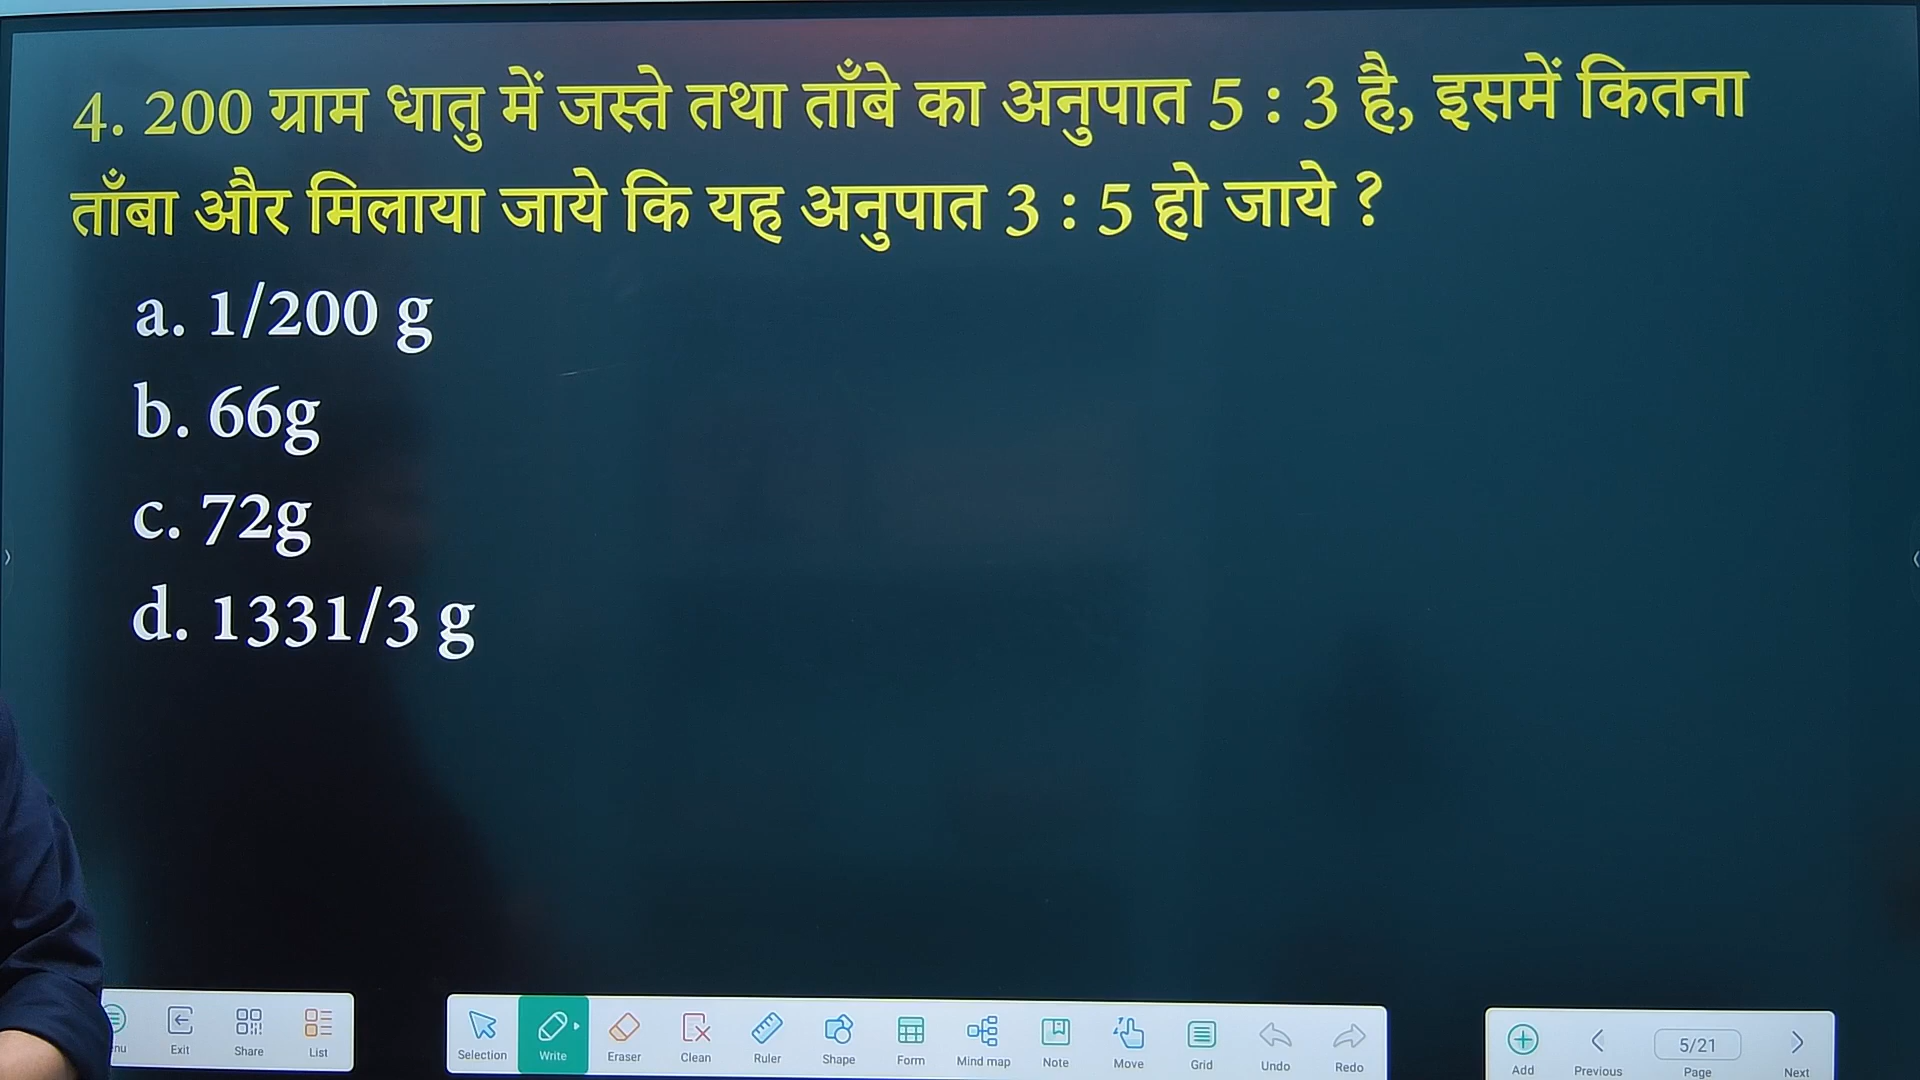 4. 200 ग्राम धातु में जस्ते तथा ताँबे का अनुपात 5 : 3 है, इसमें कितना
ताँबा और मिलाया जाये कि यह अनुपात 3 : 5 हो जाये ?
a. 1/200 g
b. 66g
c. 72g
d. 1331/3 g
Exit
Share
List
Selection
Write
Eraser
Clean
Ruler
Shape
Form
Mind map
Note
Move
Grid
Undo
Redo
Add
Previous
5/21
Page
Next